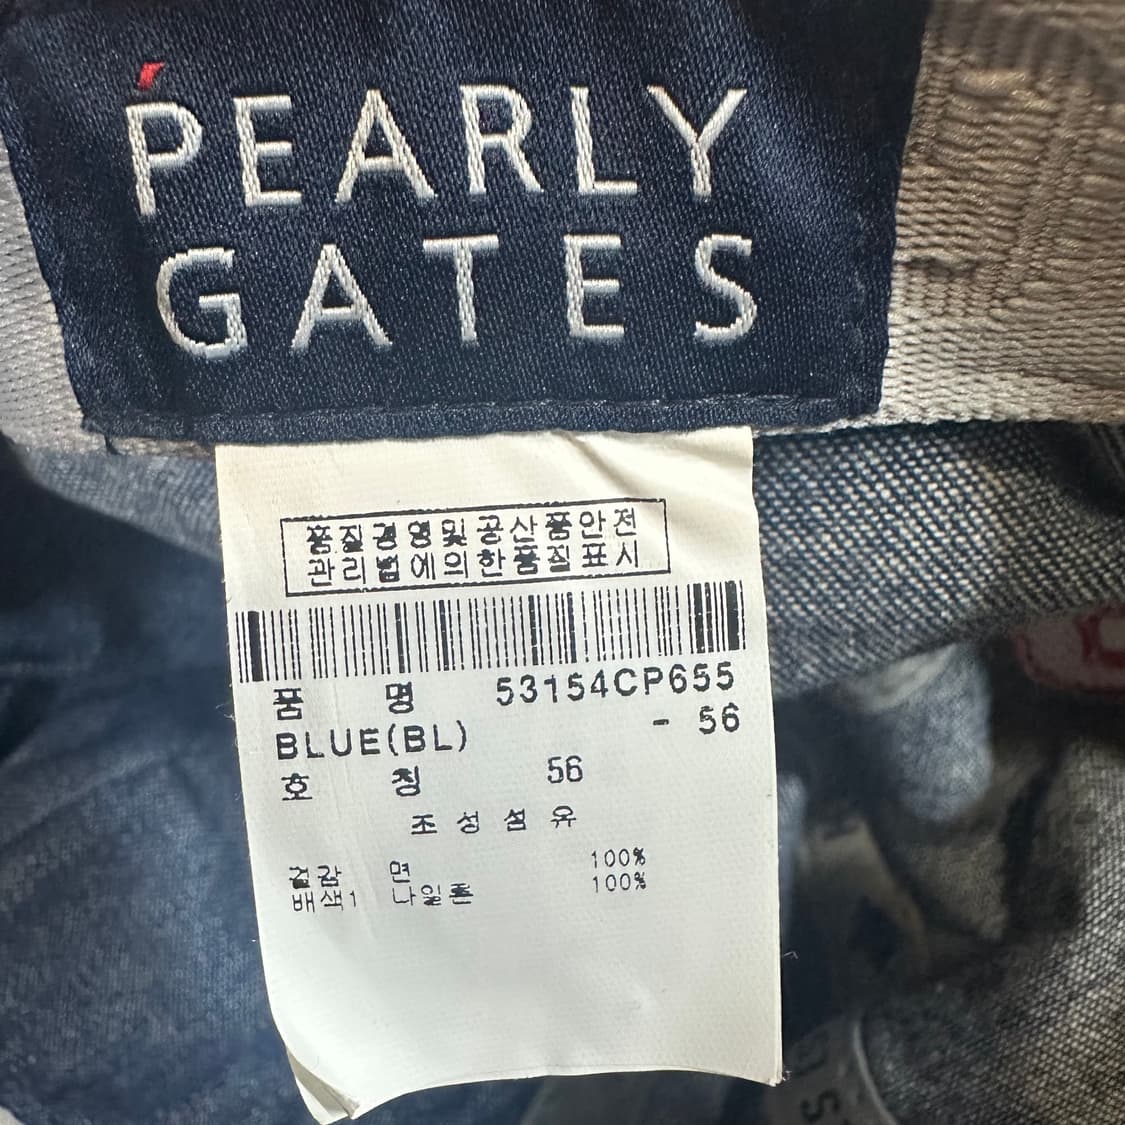 PEARLY
GATES
품질경영및공산품안전
관리법에의한품질표시
품 명 53154CP655
BLUE(BL) - 56
호 칭 56
조성섬유
겉감 면 100%
배색1 나일론 100%